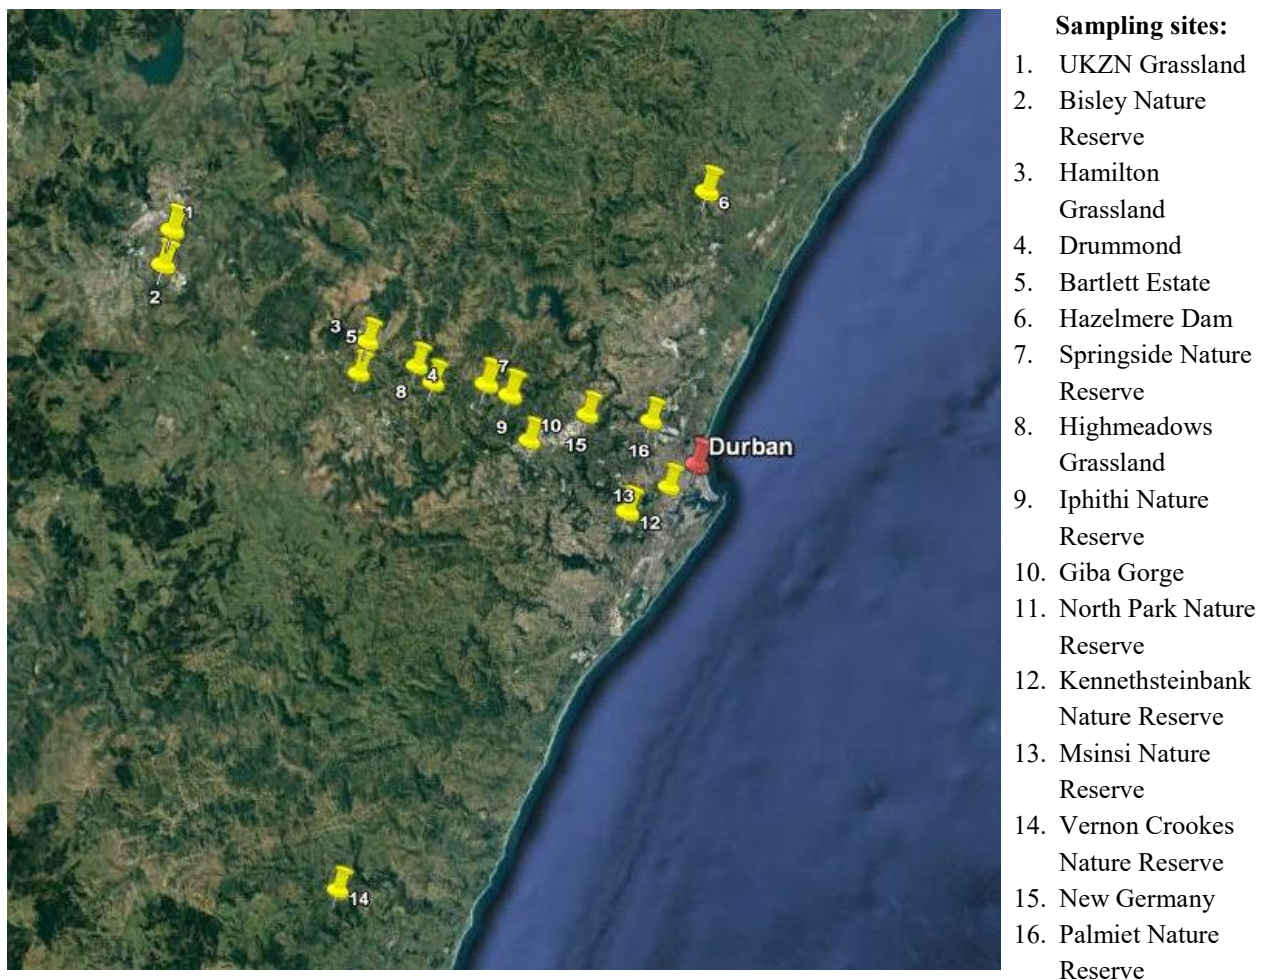 Sampling sites:
1. UKZN Grassland
2. Bisley Nature
Reserve
3. Hamilton
Grassland
4. Drummond
5. Bartlett Estate
6. Hazelmere Dam
7. Springside Nature
Reserve
8. Highmeadows
Grassland
9. Iphithi Nature
Reserve
10. Giba Gorge
11. North Park Nature
Reserve
12. Kennethsteinbank
Nature Reserve
13. Msinsi Nature
Reserve
14. Vernon Crookes
Nature Reserve
15. New Germany
16. Palmiet Nature
Reserve
1
6
2
3
5
7
4
8
9
10
15
16
Durban
13
12
14